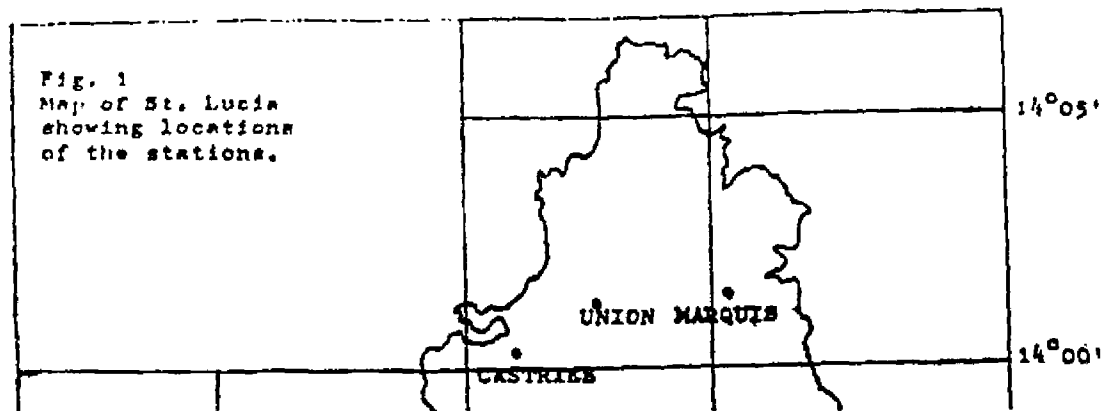 Fig. 1
Map of St. Lucia
showing locations
of the stations.
14°05'
UNION MARQUIS
14°00'
CASTRIES